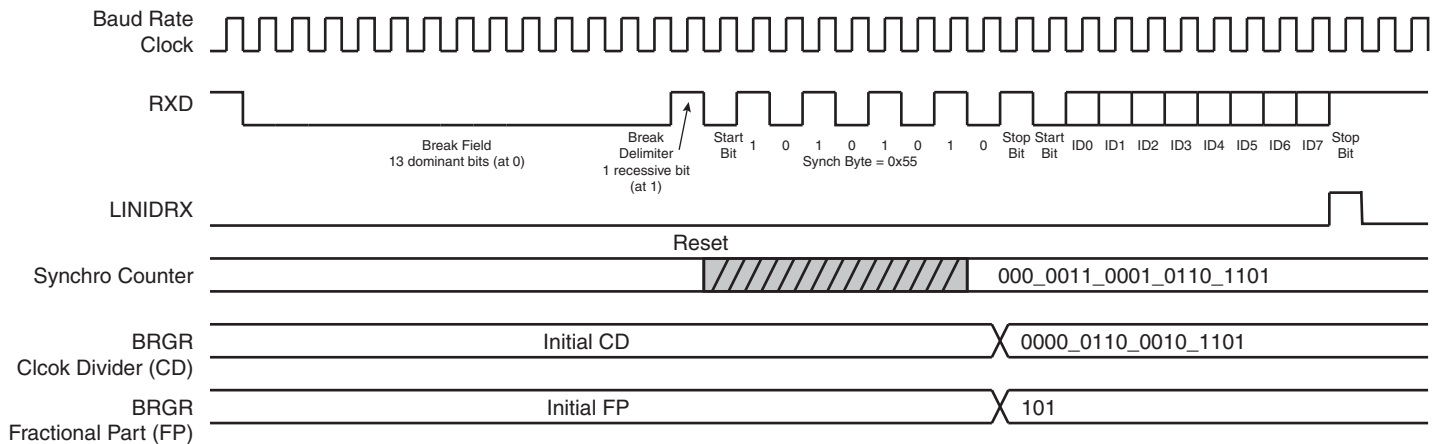 Baud Rate
Clock
RXD
Break Field
13 dominant bits (at 0)
Break
Delimiter
1 recessive bit
(at 1)
Start
Bit
1 0 1 0 1 0 1 0
Synch Byte = 0x55
Stop
Bit
Start
Bit
ID0 ID1 ID2 ID3 ID4 ID5 ID6 ID7
Stop
Bit
LINIDRX
Reset
Synchro Counter
000_0011_0001_0110_1101
BRGR
Clcok Divider (CD)
Initial CD
0000_0110_0010_1101
BRGR
Fractional Part (FP)
Initial FP
101